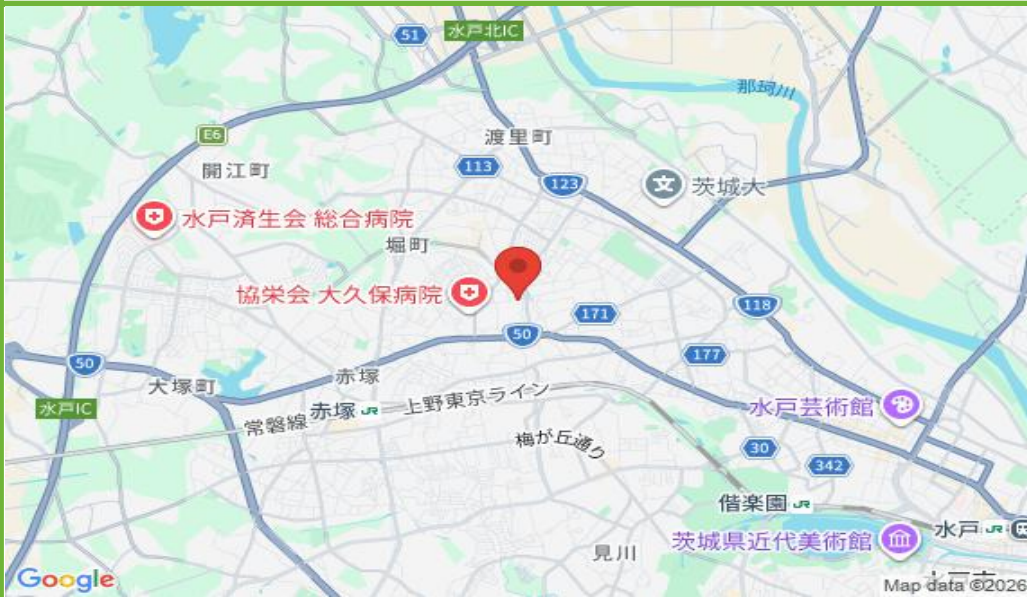 水戸北IC
51
那珂川
E6
渡里町
開江町
113
123
文
茨城大
水戸済生会 総合病院
堀町
協栄会 大久保病院
171
118
50
50
177
大塚町
赤塚
水戸IC
赤塚 JR
上野東京ライン
常磐線
水戸芸術館
梅が丘通り
30
342
偕楽園 JR
水戸 JR
茨城県近代美術館
見川
Google
Map data ©2026